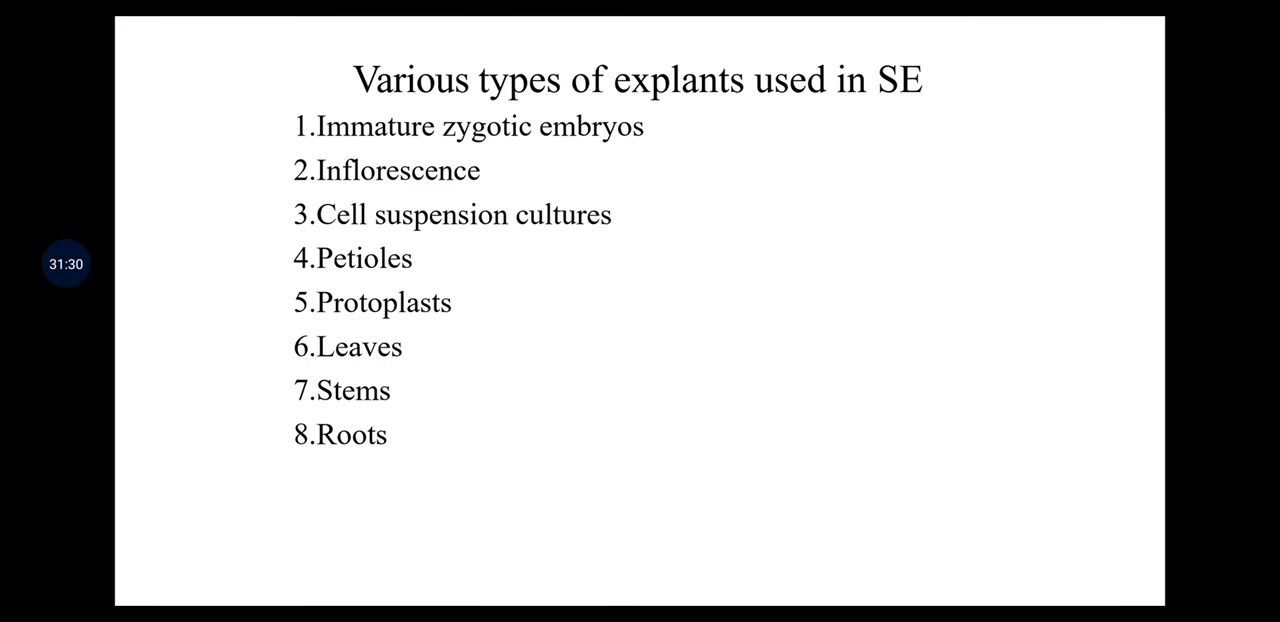 Various types of explants used in SE
1.Immature zygotic embryos
2.Inflorescence
3.Cell suspension cultures
4.Petioles
31:30
5.Protoplasts
6.Leaves
7.Stems
8.Roots